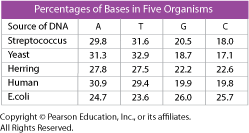 Percentages of Bases in Five Organisms
Source of DNA A T G C
Streptococcus 29.8 31.6 20.5 18.0
Yeast 31.3 32.9 18.7 17.1
Herring 27.8 27.5 22.2 22.6
Human 30.9 29.4 19.9 19.8
E.coli 24.7 23.6 26.0 25.7
Copyright © Pearson Education, Inc., or its affiliates.
All Rights Reserved.